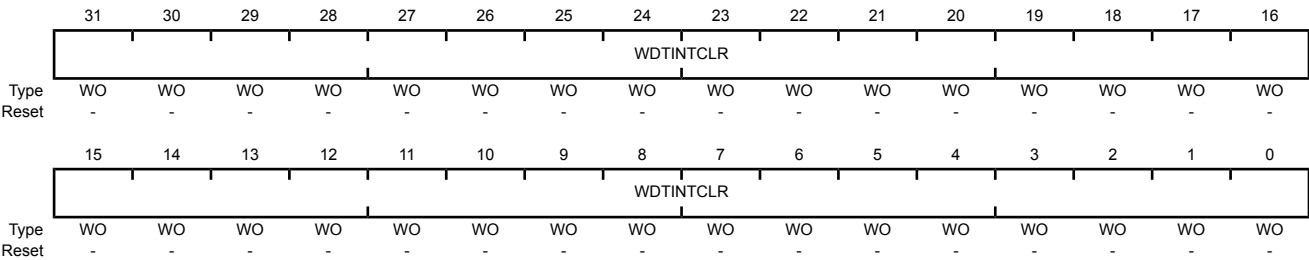 31 30 29 28 27 26 25 24 23 22 21 20 19 18 17 16
WDTINTCLR
Type WO WO WO WO WO WO WO WO WO WO WO WO WO WO WO WO
Reset - - - - - - - - - - - - - - - -
15 14 13 12 11 10 9 8 7 6 5 4 3 2 1 0
WDTINTCLR
Type WO WO WO WO WO WO WO WO WO WO WO WO WO WO WO WO
Reset - - - - - - - - - - - - - - - -